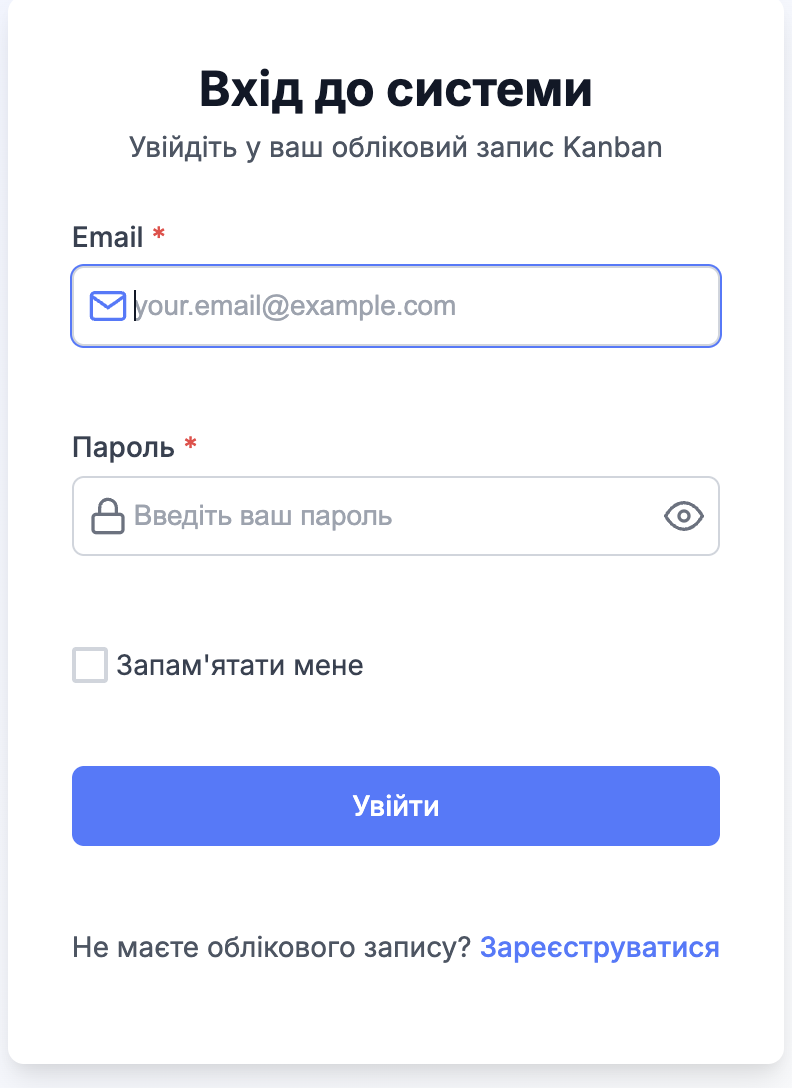 Вхід до системи
Увійдіть у ваш обліковий запис Kanban
Email *
your.email@example.com
Пароль *
Введіть ваш пароль
Запам'ятати мене
Увійти
Не маєте облікового запису? Зареєструватися